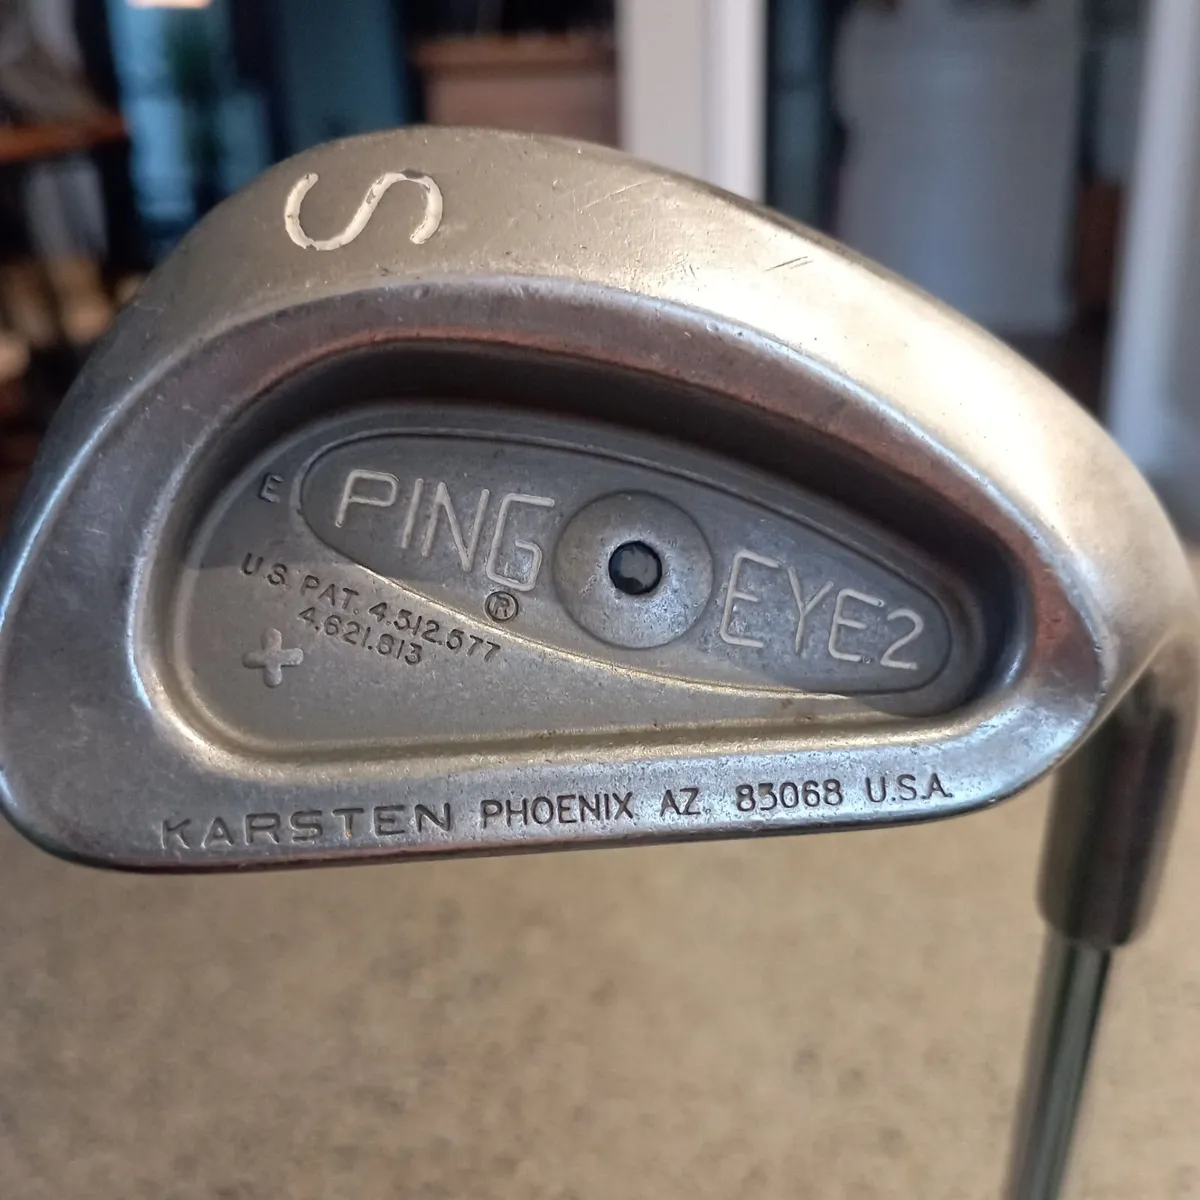 S
E
PING EYE2
®
U.S. PAT. 4.512.577
4.621.813
+
KARSTEN PHOENIX AZ. 85068 U.S.A.